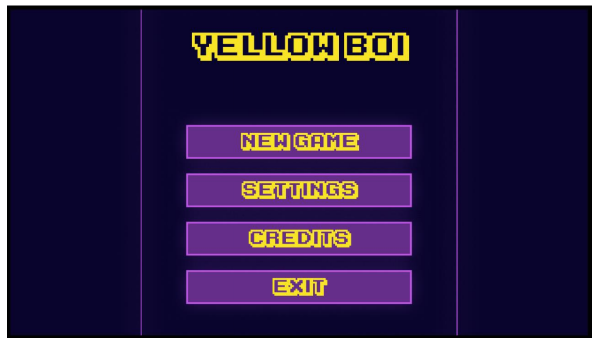 YELLOW BOI
NEW GAME
SETTINGS
CREDITS
EXIT